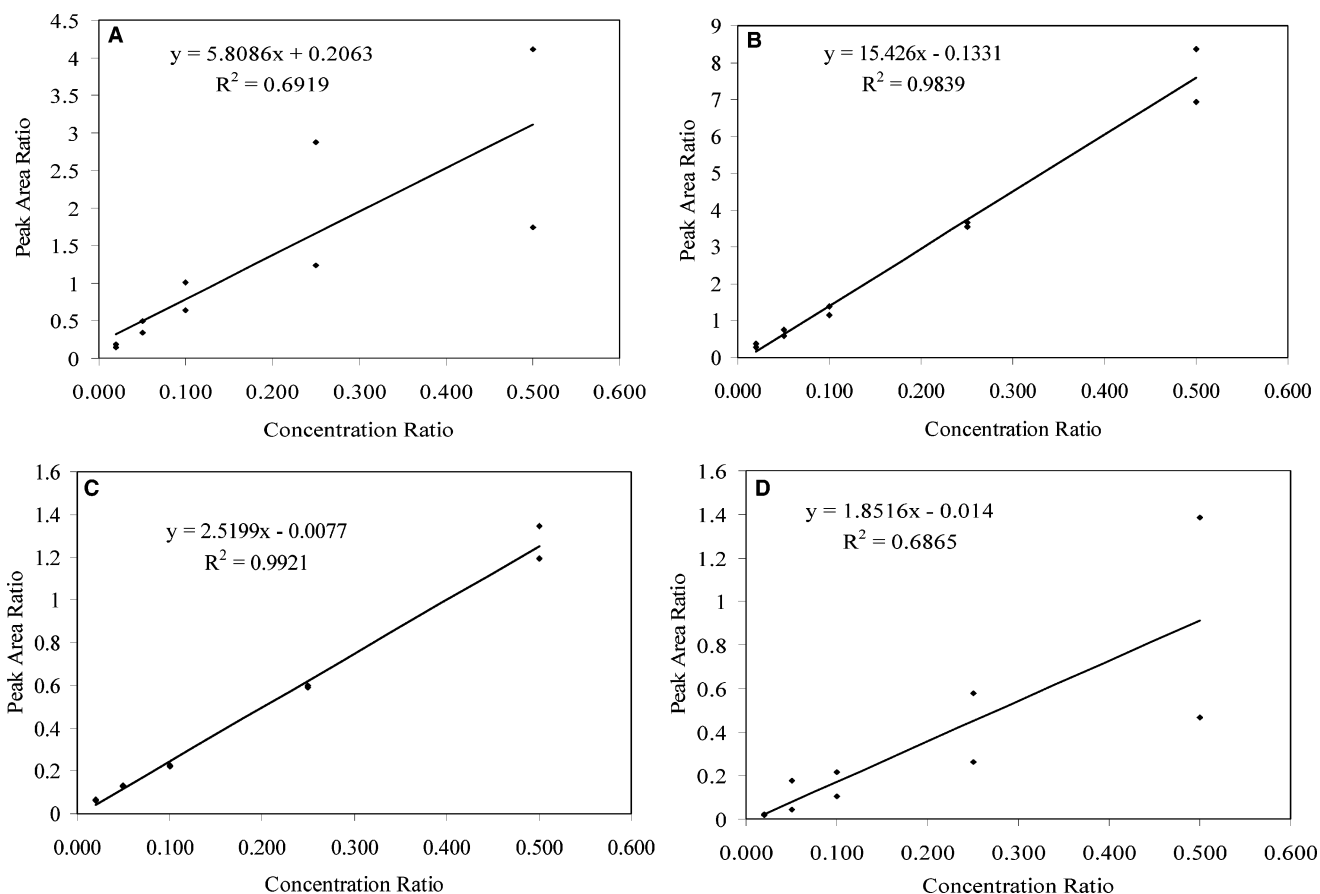 A
y = 5.8086x + 0.2063
R² = 0.6919
4.5
4
3.5
3
2.5
2
1.5
1
0.5
0
Peak Area Ratio
0.000 0.100 0.200 0.300 0.400 0.500 0.600
Concentration Ratio
B
y = 15.426x - 0.1331
R² = 0.9839
9
8
7
6
5
4
3
2
1
0
Peak Area Ratio
0.000 0.100 0.200 0.300 0.400 0.500 0.600
Concentration Ratio
C
y = 2.5199x - 0.0077
R² = 0.9921
1.6
1.4
1.2
1
0.8
0.6
0.4
0.2
0
Peak Area Ratio
0.000 0.100 0.200 0.300 0.400 0.500 0.600
Concentration Ratio
D
y = 1.8516x - 0.014
R² = 0.6865
1.6
1.4
1.2
1
0.8
0.6
0.4
0.2
0
Peak Area Ratio
0.000 0.100 0.200 0.300 0.400 0.500 0.600
Concentration Ratio